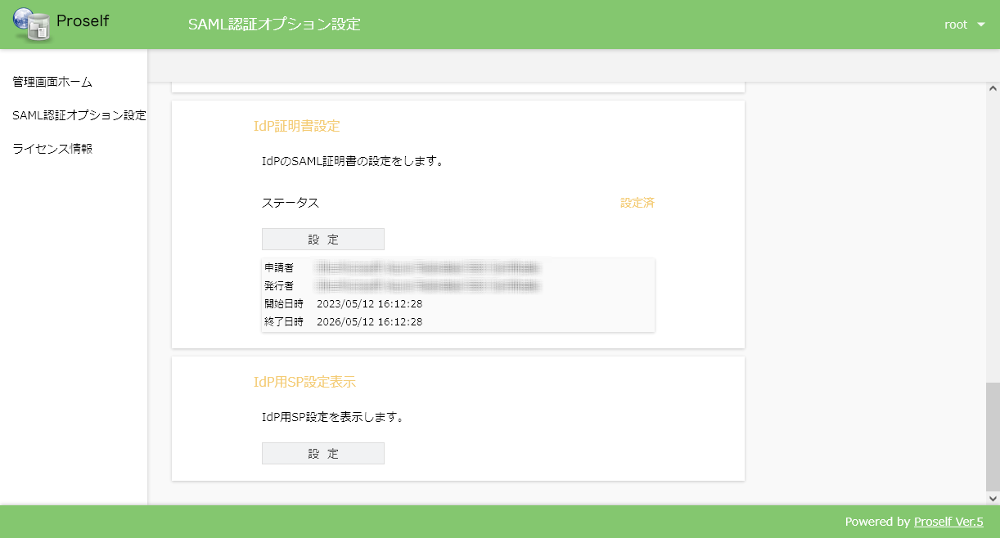 Proself
SAML認証オプション設定
root
管理画面ホーム
SAML認証オプション設定
ライセンス情報
IdP証明書設定
IdPのSAML証明書の設定をします。
ステータス 設定済
設 定
申請者
発行者
開始日時 2023/05/12 16:12:28
終了日時 2026/05/12 16:12:28
IdP用SP設定表示
IdP用SP設定を表示します。
設 定
Powered by Proself Ver.5